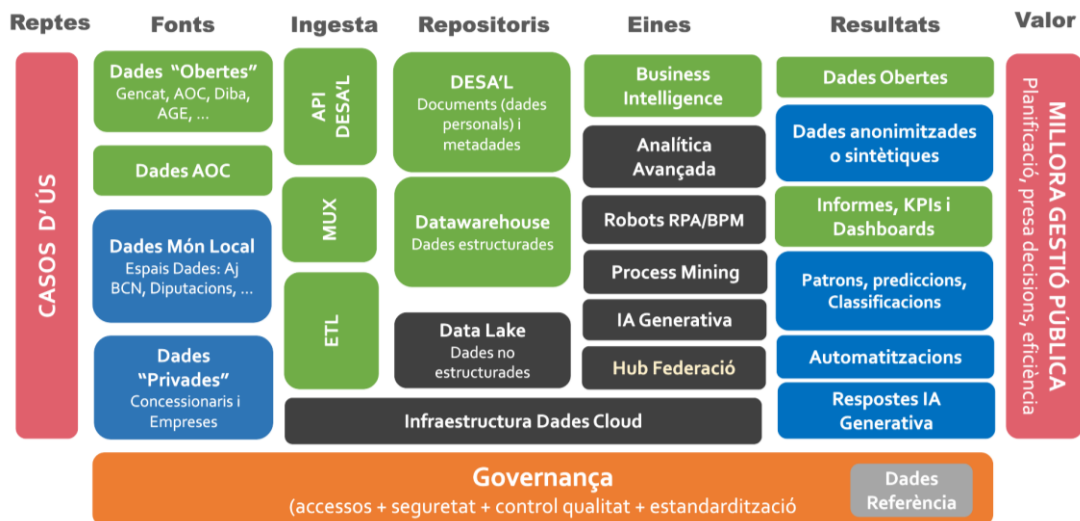 Reptes
Fonts
Ingesta
Repositoris
Eines
Resultats
Valor
CASOS D'ÚS
Dades "Obertes"
Gencat, AOC, Diba,
AGE, ...
Dades AOC
Dades Món Local
Espais Dades: Aj
BCN, Diputacions, ...
Dades
"Privades"
Concessionaris i
Empreses
API
DESA'L
MUX
ETL
DESA'L
Documents (dades
personals) i
metadades
Datawarehouse
Dades estructurades
Data Lake
Dades no
estructurades
Business
Intelligence
Analítica
Avançada
Robots RPA/BPM
Process Mining
IA Generativa
Hub Federació
Infraestructura Dades Cloud
Dades Obertes
Dades anonimitzades
o sintètiques
Informes, KPIs i
Dashboards
Patrons, prediccions,
Classificacions
Automatitzacions
Respostes IA
Generativa
MILLORA GESTIÓ PÚBLICA
Planificació, presa decisions, eficiència
Governança
(accessos + seguretat + control qualitat + estandardització
Dades
Referència